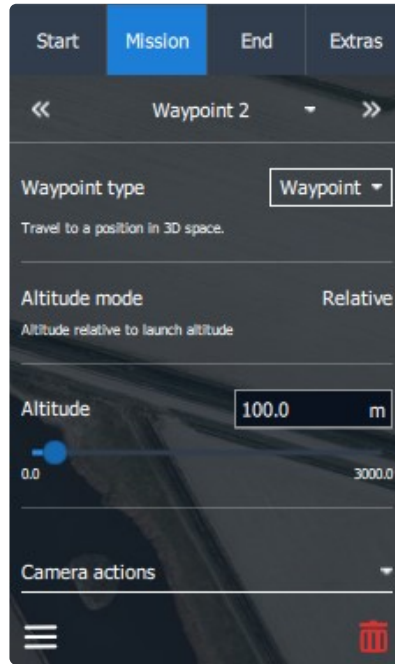 Start Mission End Extras
« Waypoint 2 »
Waypoint type Waypoint
Travel to a position in 3D space.
Altitude mode Relative
Altitude relative to launch altitude
Altitude 100.0 m
0.0 3000.0
Camera actions